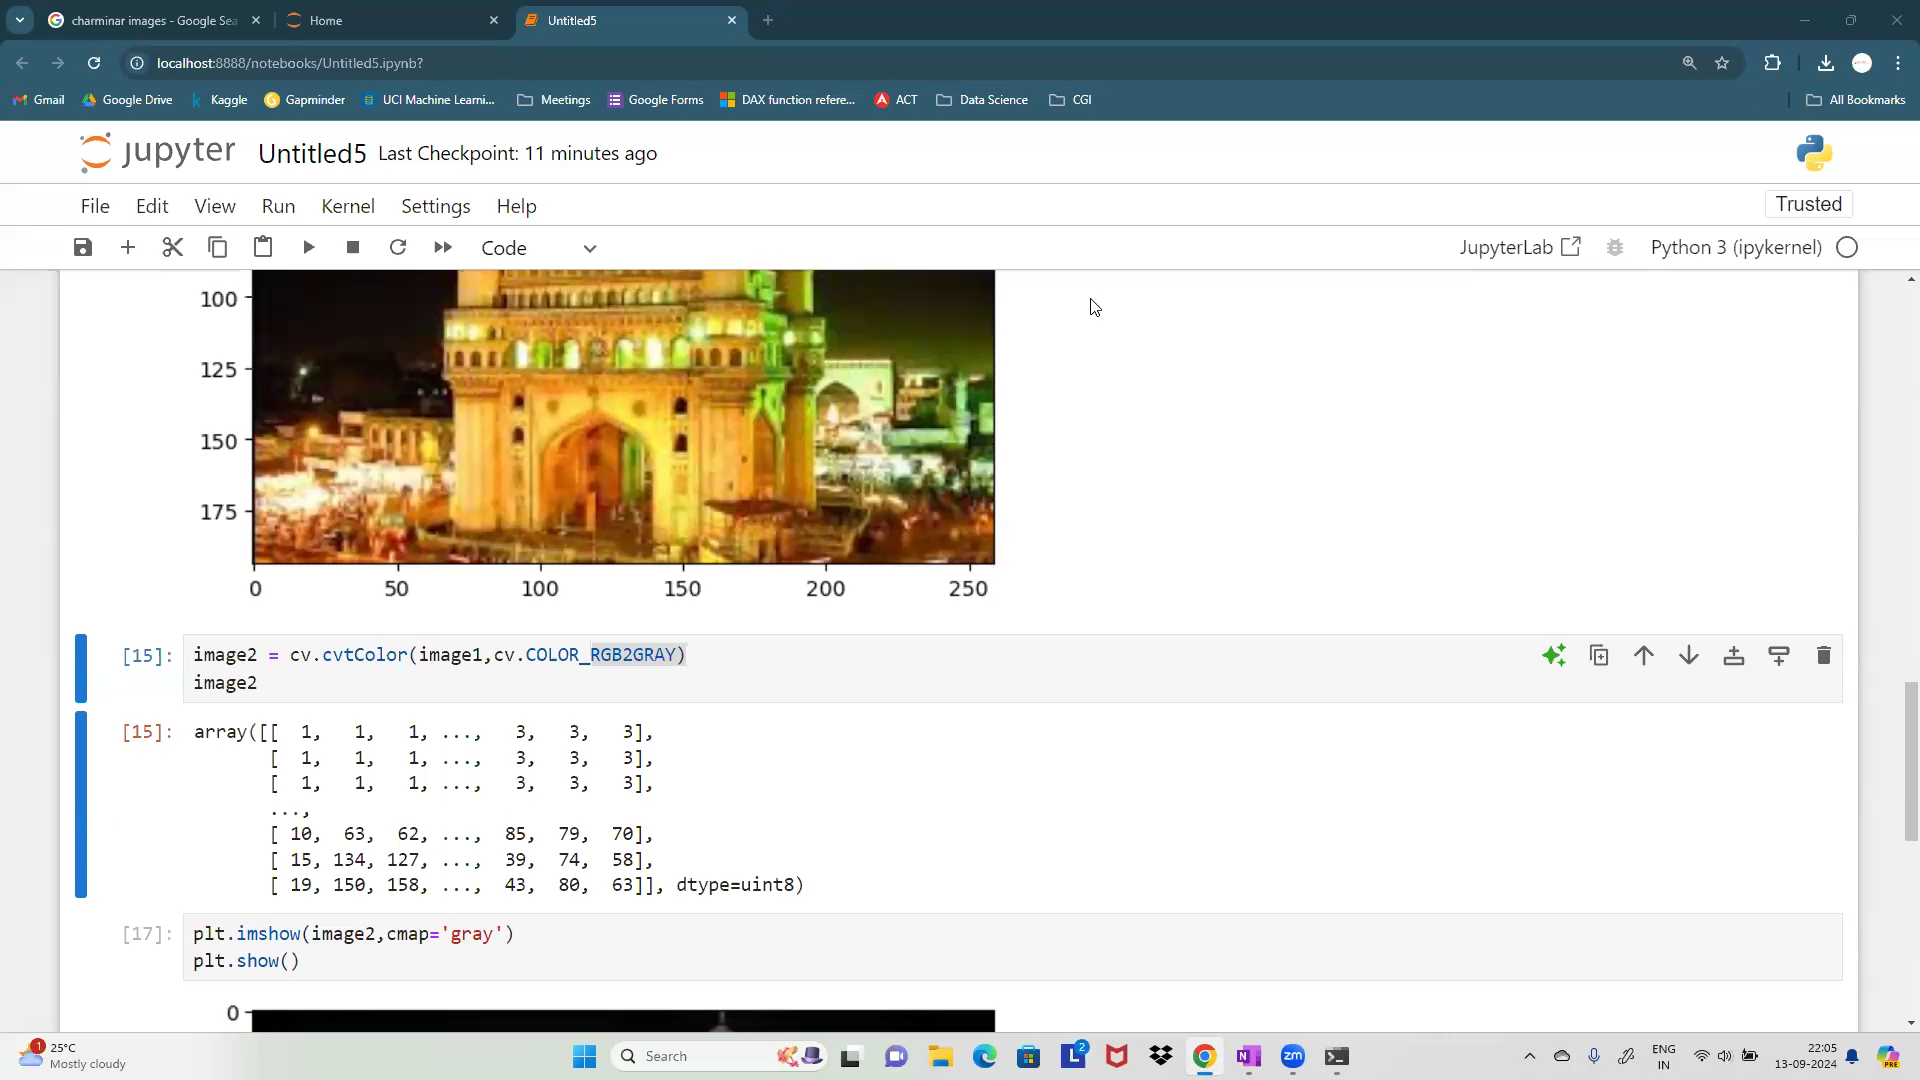 charminar images - Google Sea
Home
Untitled5
localhost:8888/notebooks/Untitled5.ipynb?
Gmail
Google Drive
Kaggle
Gapminder
UCI Machine Learni...
Meetings
Google Forms
DAX function refere...
ACT
Data Science
CGI
All Bookmarks
jupyter Untitled5 Last Checkpoint: 11 minutes ago
File Edit View Run Kernel Settings Help
Trusted
Code
JupyterLab
Python 3 (ipykernel)
100
125
150
175
0 50 100 150 200 250
[15]: image2 = cv.cvtColor(image1,cv.COLOR_RGB2GRAY)
image2
[15]: array([[ 1, 1, 1, ..., 3, 3, 3],
[ 1, 1, 1, ..., 3, 3, 3],
[ 1, 1, 1, ..., 3, 3, 3],
...,
[ 10, 63, 62, ..., 85, 79, 70],
[ 15, 134, 127, ..., 39, 74, 58],
[ 19, 150, 158, ..., 43, 80, 63]], dtype=uint8)
[17]: plt.imshow(image2,cmap='gray')
plt.show()
0
1
25°C
Mostly cloudy
Search
L
2
N
zm
ENG
IN
22:05
13-09-2024
PRE